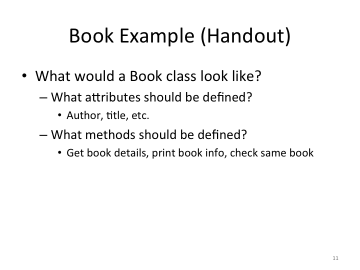 Book Example (Handout)
• What would a Book class look like?
– What attributes should be defined?
• Author, title, etc.
– What methods should be defined?
• Get book details, print book info, check same book
11